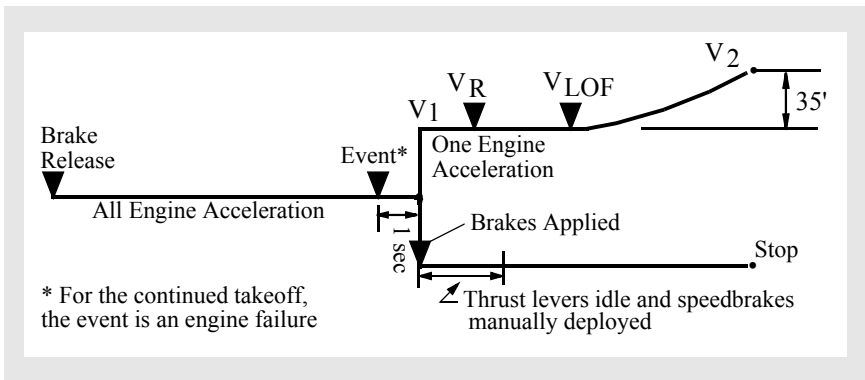 V2
VR
VLOF
V1
35'
Brake
Release
Event*
One Engine
Acceleration
All Engine Acceleration
1 sec
Brakes Applied
Stop
* For the continued takeoff,
the event is an engine failure
Thrust levers idle and speedbrakes
manually deployed